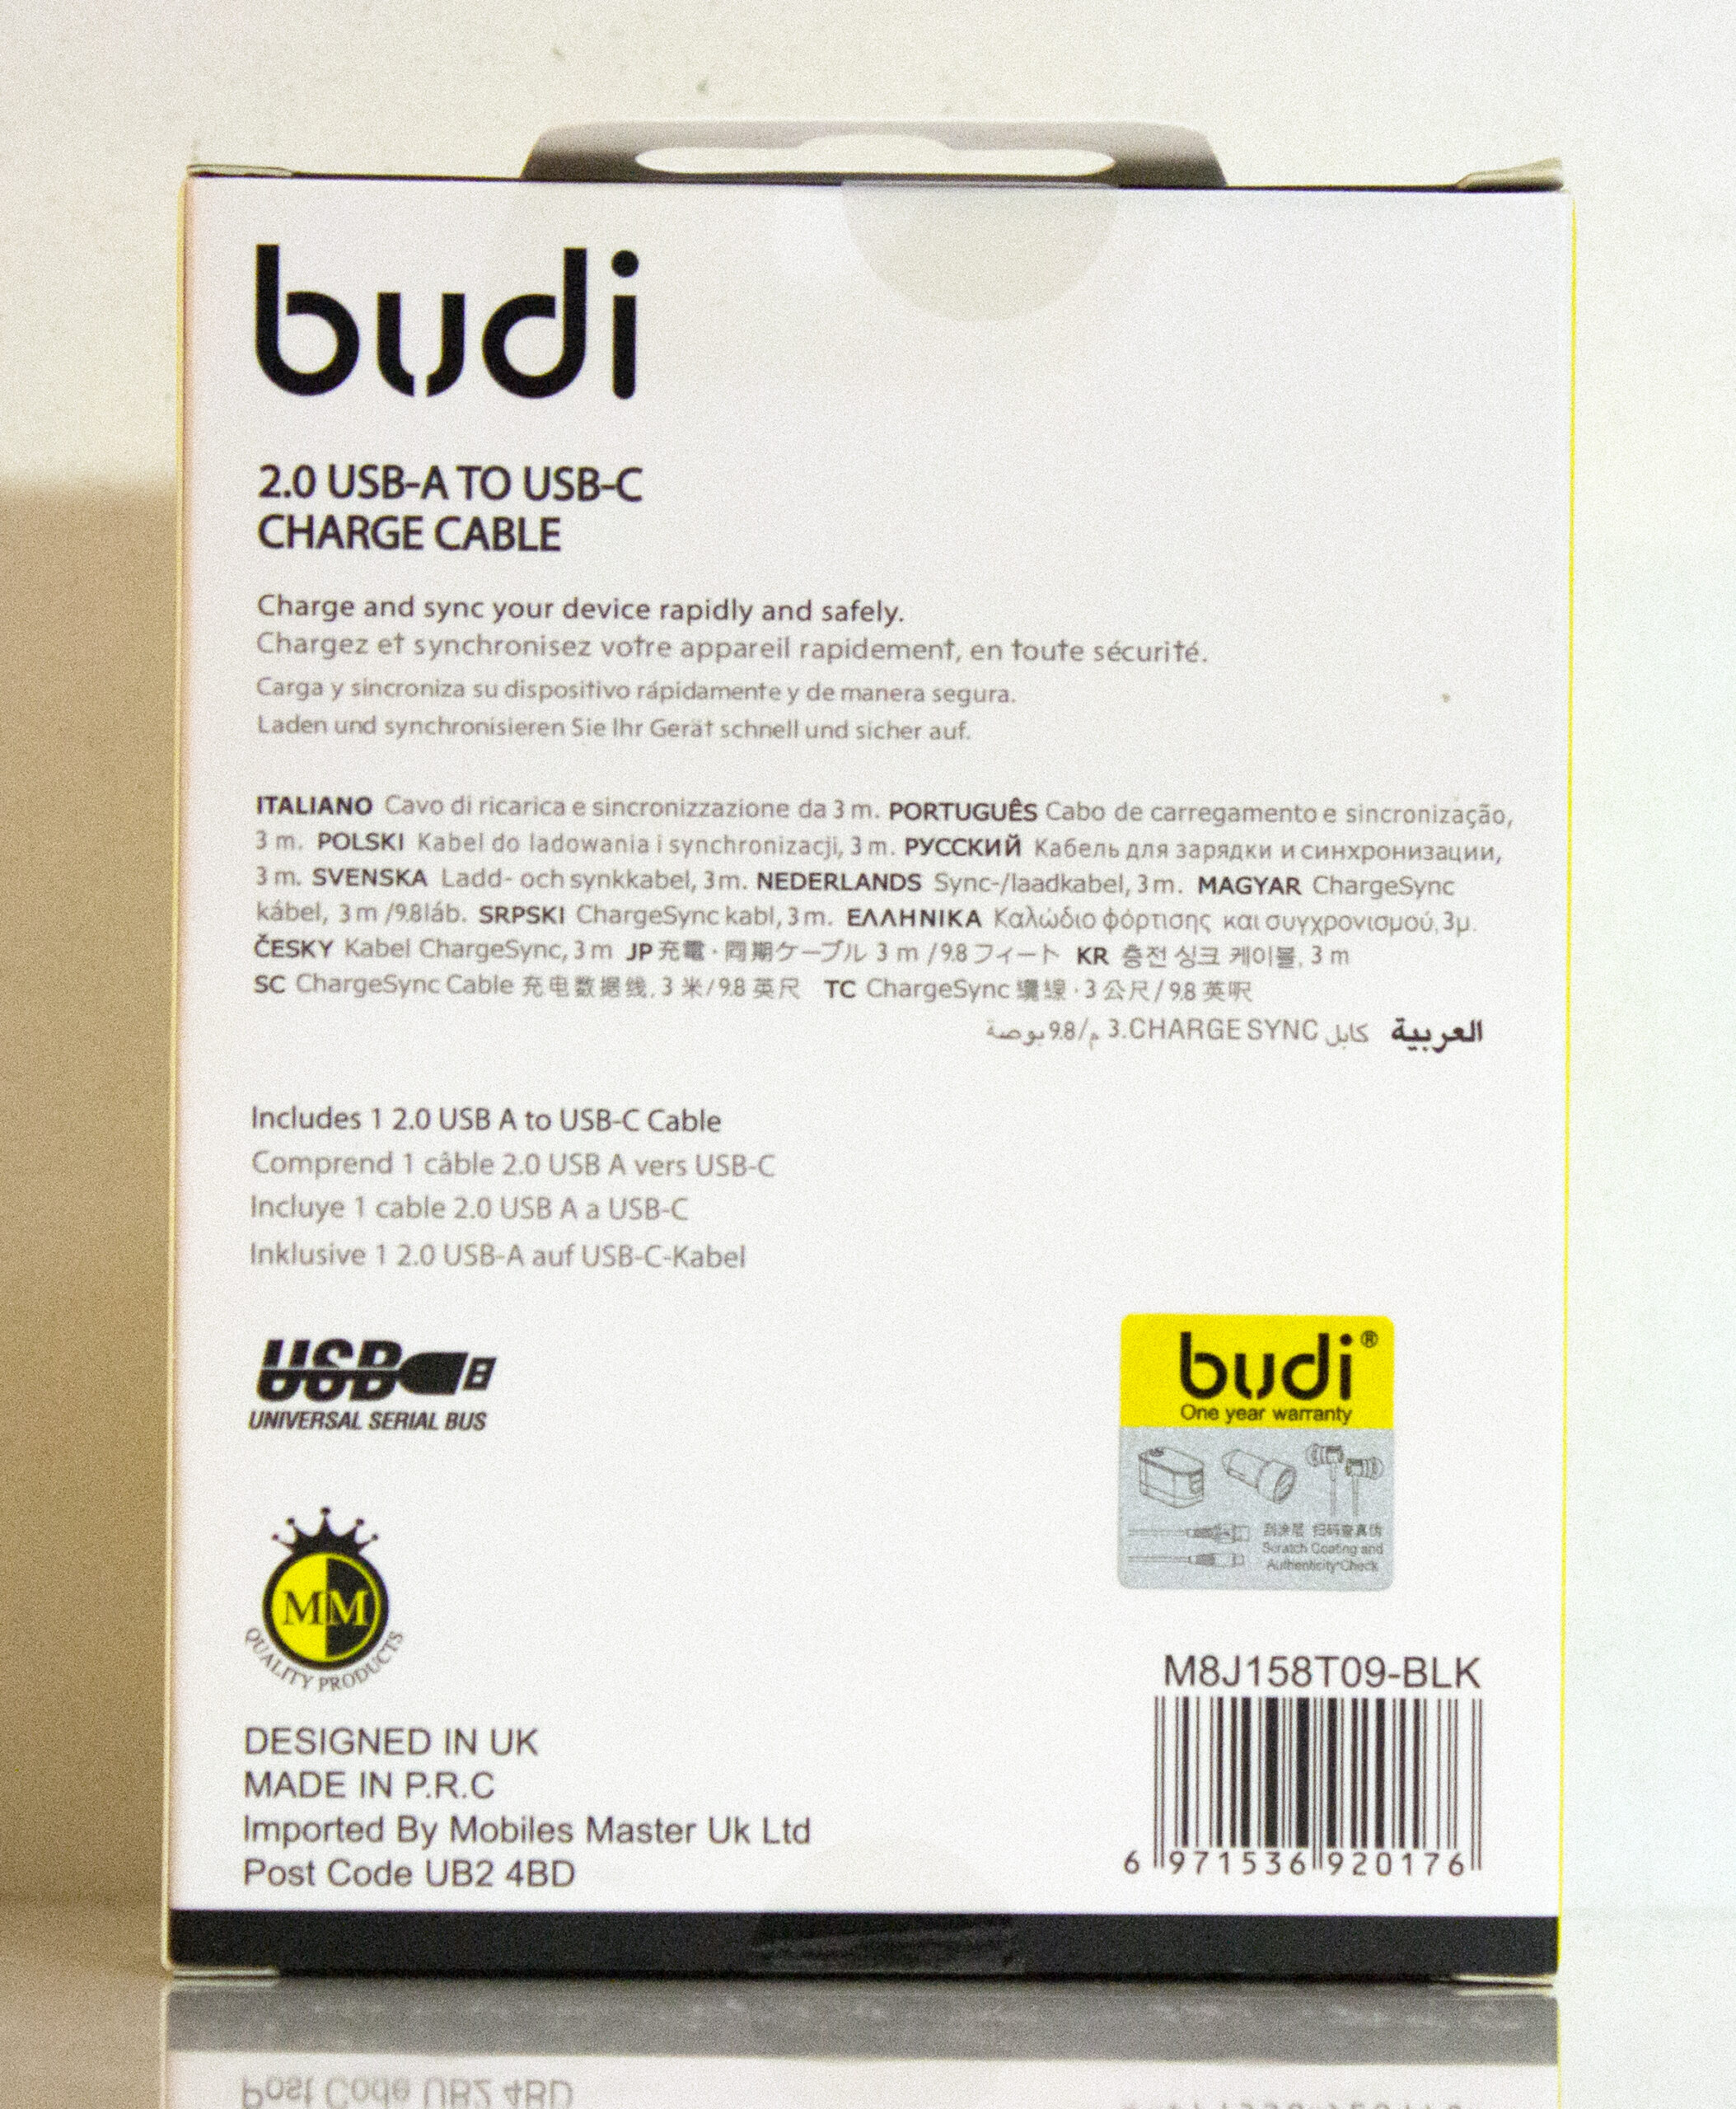 budi
2.0 USB-A TO USB-C
CHARGE CABLE
Charge and sync your device rapidly and safely.
Chargez et synchronisez votre appareil rapidement, en toute sécurité.
Carga y sincroniza su dispositivo rápidamente y de manera segura.
Laden und synchronisieren Sie Ihr Gerät schnell und sicher auf.
ITALIANO Cavo di ricarica e sincronizzazione da 3 m. PORTUGUÊS Cabo de carregamento e sincronização,
3 m. POLSKI Kabel do ladowania i synchronizacji, 3 m. РУССКИЙ Кабель для зарядки и синхронизации,
3 m. SVENSKA Ladd- och synkkabel, 3m. NEDERLANDS Sync-/laadkabel, 3 m. MAGYAR ChargeSync
kábel, 3 m /9.8láb. SRPSKI ChargeSync kabl, 3 m. ΕΛΛΗΝΙΚΑ Καλώδιο φόρτισης και συγχρονισμού, 3μ.
ČESKY Kabel ChargeSync, 3 m JP 充電·同期ケーブル 3 m /9.8 フィート KR 충전 싱크 케이블, 3 m
SC ChargeSync Cable 充电数据线, 3 米/9.8 英尺 TC ChargeSync 纜線·3 公尺/9.8 英呎
العربية كابل CHARGE SYNC.3 م/9.8 بوصة
Includes 1 2.0 USB A to USB-C Cable
Comprend 1 câble 2.0 USB A vers USB-C
Incluye 1 cable 2.0 USB A a USB-C
Inklusive 1 2.0 USB-A auf USB-C-Kabel
USB
UNIVERSAL SERIAL BUS
budi®
One year warranty
刮涂层 扫码查真伪
Scratch Coating and
Authenticity Check
MM
QUALITY PRODUCTS
M8J158T09-BLK
6 971536 920176
DESIGNED IN UK
MADE IN P.R.C
Imported By Mobiles Master Uk Ltd
Post Code UB2 4BD